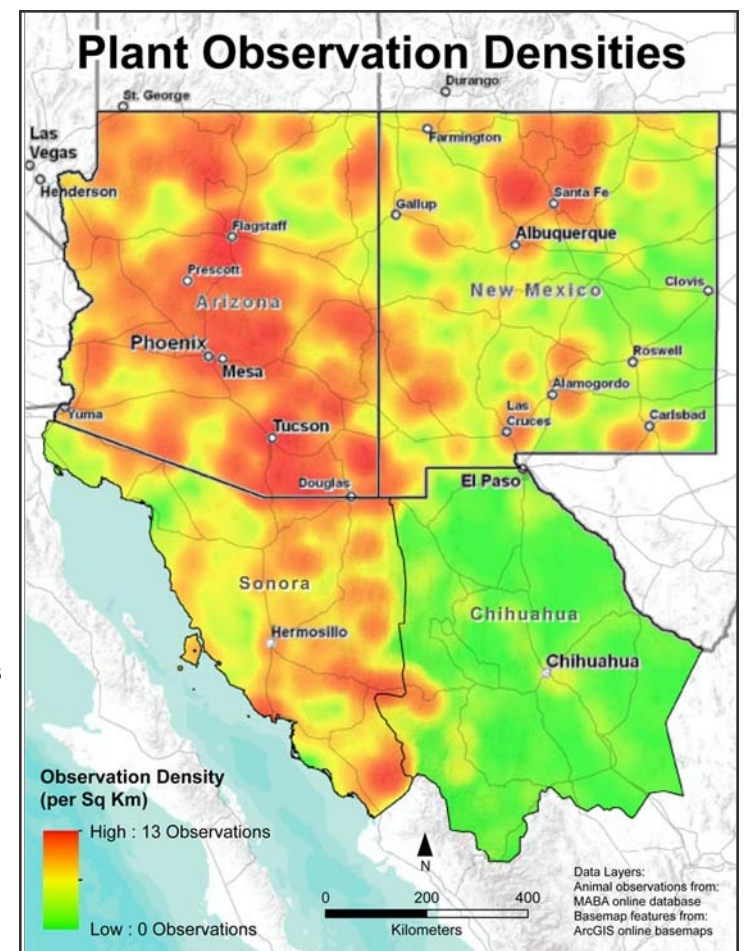 Plant Observation Densities
Durango
St. George
Las
Vegas
Farmington
Henderson
Santa Fe
Gallup
Flagstaff
Albuquerque
Prescott
New Mexico
Clovis
Arizona
Phoenix
Mesa
Roswell
Alamogordo
Las
Cruces
Yuma
Carlsbad
Tucson
Douglas
El Paso
Sonora
Chihuahua
Hermosillo
Chihuahua
Observation Density
(per Sq Km)
High : 13 Observations
Low : 0 Observations
N
0 200 400
Kilometers
Data Layers:
Animal observations from:
MABA online database
Basemap features from:
ArcGIS online basemaps
s